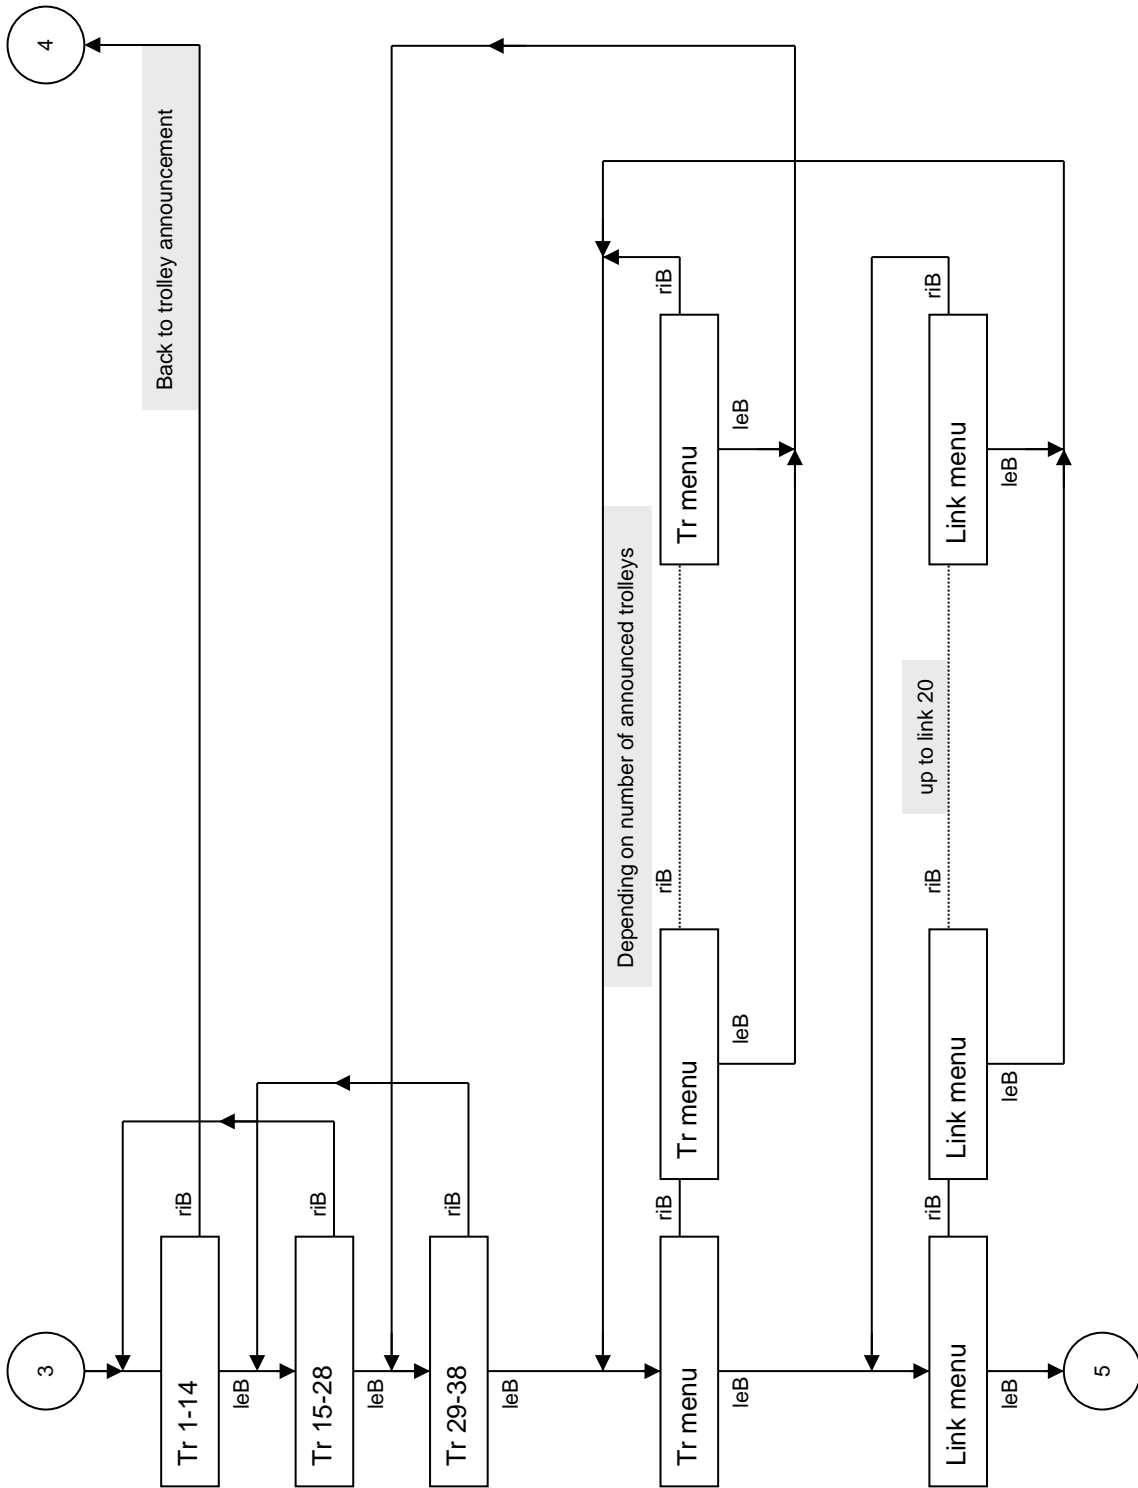 3
4
Back to trolley announcement
Tr 1-14
riB
leB
Tr 15-28
riB
leB
Tr 29-38
riB
leB
Depending on number of announced trolleys
Tr menu
riB
Tr menu
riB
Tr menu
riB
leB
leB
leB
up to link 20
Link menu
riB
Link menu
riB
Link menu
riB
leB
leB
leB
5